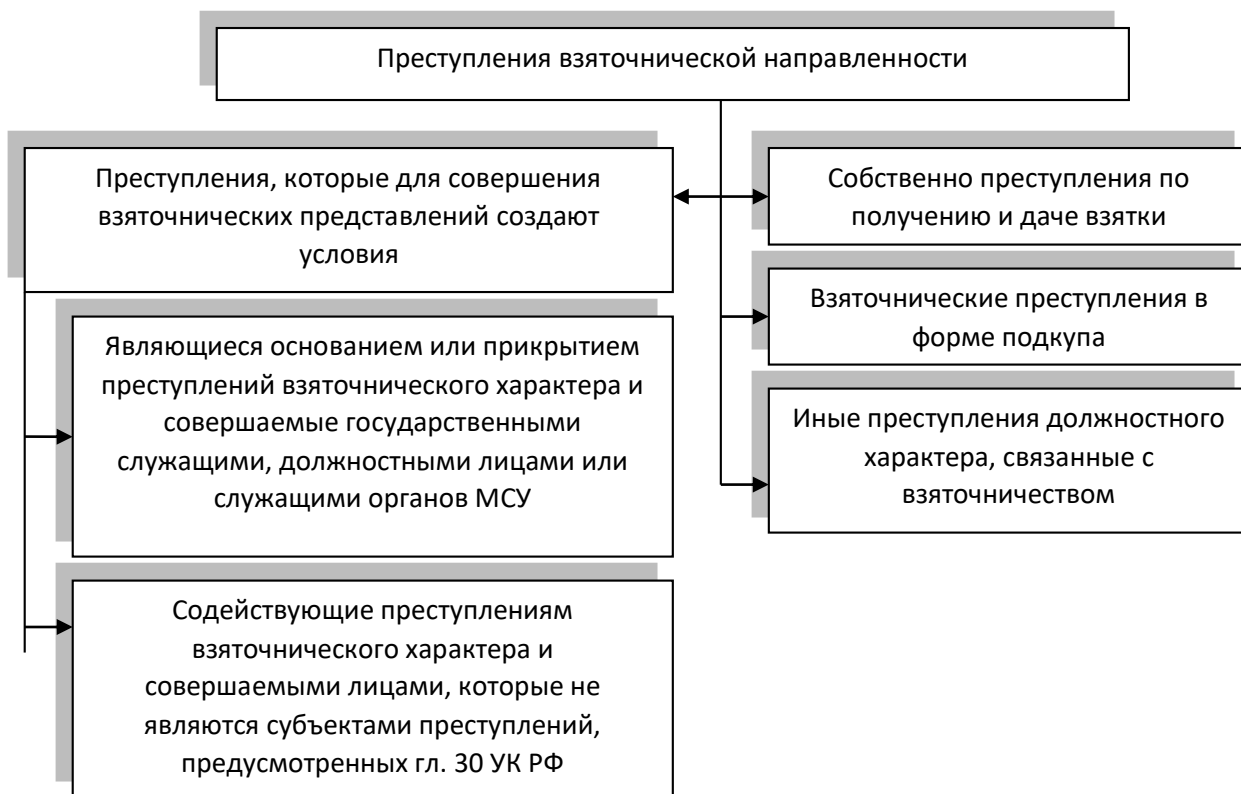 Преступления взяточнической направленности
Преступления, которые для совершения
взяточнических представлений создают
условия
Являющиеся основанием или прикрытием
преступлений взяточнического характера и
совершаемые государственными
служащими, должностными лицами или
служащими органов МСУ
Содействующие преступлениям
взяточнического характера и
совершаемыми лицами, которые не
являются субъектами преступлений,
предусмотренных гл. 30 УК РФ
Собственно преступления по
получению и даче взятки
Взяточнические преступления в
форме подкупа
Иные преступления должностного
характера, связанные с
взяточничеством